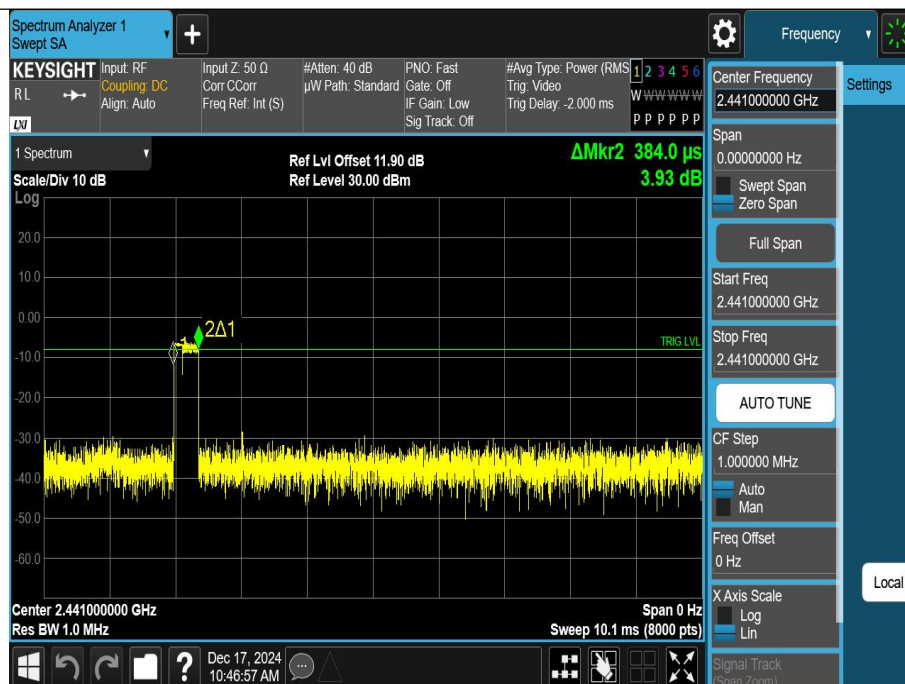 Spectrum Analyzer 1
Swept SA
Frequency
KEYSIGHT
RL
LXI
Input: RF
Coupling: DC
Align: Auto
Input Z: 50 Ω
Corr CCorr
Freq Ref: Int (S)
#Atten: 40 dB
µW Path: Standard
PNO: Fast
Gate: Off
IF Gain: Low
Sig Track: Off
#Avg Type: Power (RMS
Trig: Video
Trig Delay: -2.000 ms
1 2 3 4 5 6
W W W W W W
P P P P P P
1 Spectrum
Scale/Div 10 dB
Log
Ref Lvl Offset 11.90 dB
Ref Level 30.00 dBm
ΔMkr2 384.0 µs
3.93 dB
20.0
10.0
0.00
-10.0
-20.0
-30.0
-40.0
-50.0
-60.0
2Δ1
TRIG LVL
Center 2.441000000 GHz
Res BW 1.0 MHz
Span 0 Hz
Sweep 10.1 ms (8000 pts)
Dec 17, 2024
10:46:57 AM
Center Frequency
2.441000000 GHz
Span
0.00000000 Hz
Swept Span
Zero Span
Full Span
Start Freq
2.441000000 GHz
Stop Freq
2.441000000 GHz
AUTO TUNE
CF Step
1.000000 MHz
Auto
Man
Freq Offset
0 Hz
X Axis Scale
Log
Lin
Signal Track
(Span Zoom)
Settings
Local